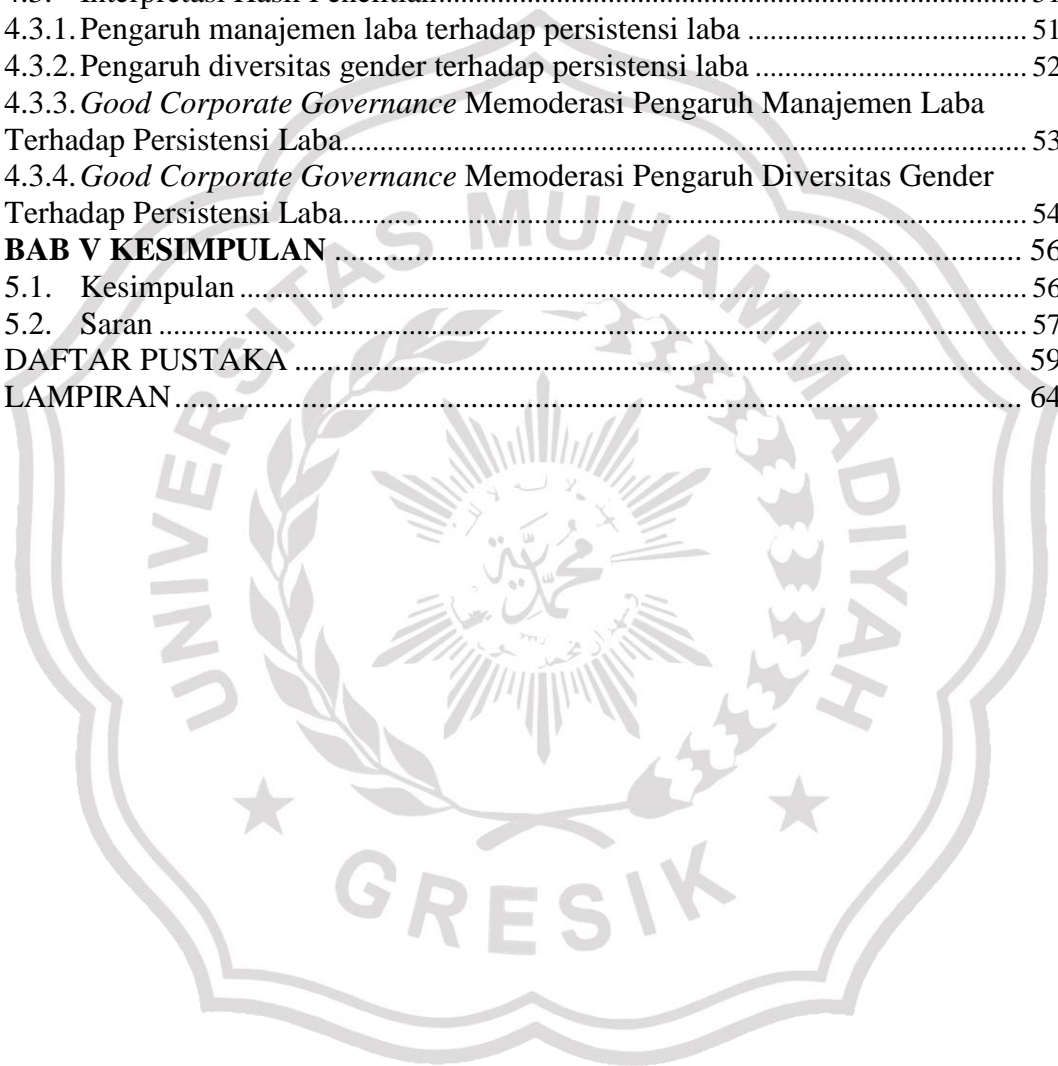 4.3.1. Pengaruh manajemen laba terhadap persistensi laba ........ 51
4.3.2. Pengaruh diversitas gender terhadap persistensi laba ........ 52
4.3.3. Good Corporate Governance Memoderasi Pengaruh Manajemen Laba
Terhadap Persistensi Laba ........ 53
4.3.4. Good Corporate Governance Memoderasi Pengaruh Diversitas Gender
Terhadap Persistensi Laba ........ 54
BAB V KESIMPULAN ........ 56
5.1. Kesimpulan ........ 56
5.2. Saran ........ 57
DAFTAR PUSTAKA ........ 59
LAMPIRAN ........ 64
UNIVERSITAS MUHAMMADIYAH
GRESIK